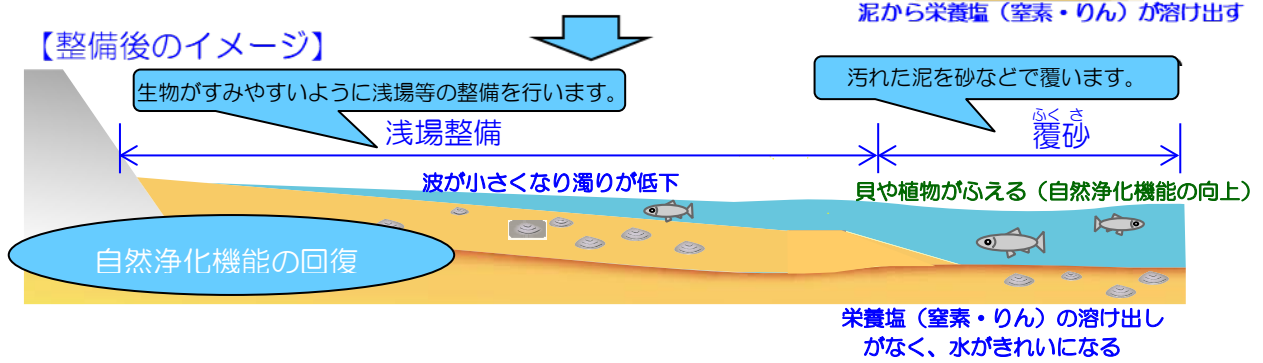 泥から栄養塩（窒素・りん）が溶け出す
【整備後のイメージ】
生物がすみやすいように浅場等の整備を行います。
汚れた泥を砂などで覆います。
浅場整備
ふく さ
覆砂
波が小さくなり濁りが低下
貝や植物がふえる（自然浄化機能の向上）
自然浄化機能の回復
栄養塩（窒素・りん）の溶け出し
がなく、水がきれいになる